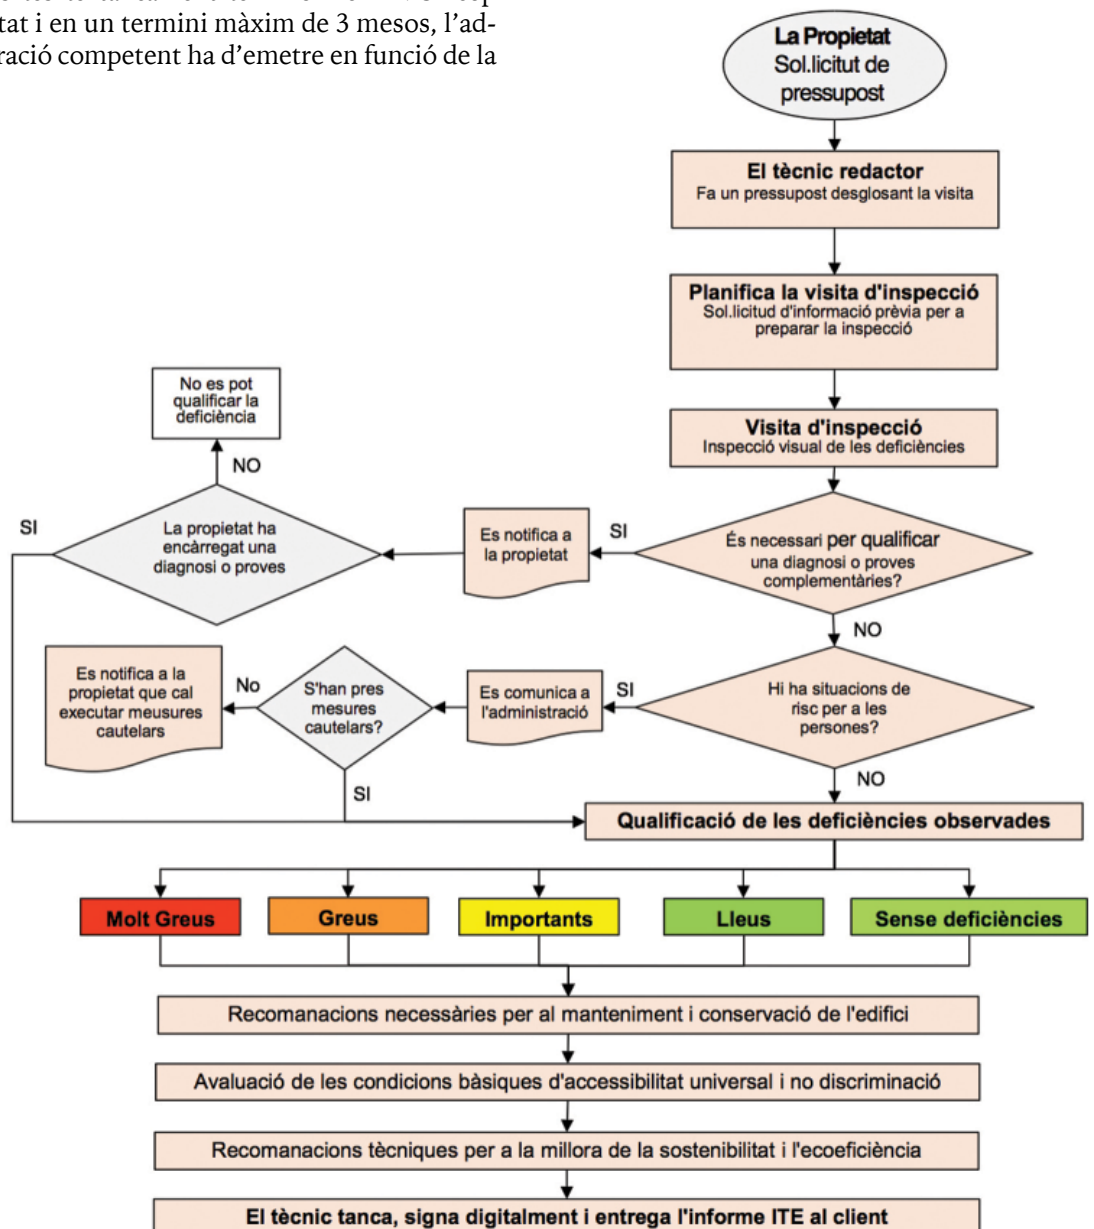 tat i en un termini màxim de 3 mesos, l’ad-
ració competent ha d’emetre en funció de la
La Propietat
Sol.licitut de
pressupost
El tècnic redactor
Fa un pressupost desglosant la visita
Planifica la visita d'inspecció
Sol.licitud d'informació prèvia per a
preparar la inspecció
Visita d'inspecció
Inspecció visual de les deficiències
És necessari per qualificar
una diagnosi o proves
complementàries?
SI
Es notifica a
la propietat
La propietat ha
encàrregat una
diagnosi o proves
NO
No es pot
qualificar la
deficiència
SI
NO
Hi ha situacions de
risc per a les
persones?
SI
Es comunica a
l'administració
S'han pres
mesures
cautelars?
No
Es notifica a la
propietat que cal
executar meusures
cautelars
SI
NO
Qualificació de les deficiències observades
Molt Greus
Greus
Importants
Lleus
Sense deficiències
Recomanacions necessàries per al manteniment i conservació de l'edifici
Avaluació de les condicions bàsiques d'accessibilitat universal i no discriminació
Recomanacions tècniques per a la millora de la sostenibilitat i l'ecoeficiència
El tècnic tanca, signa digitalment i entrega l'informe ITE al client